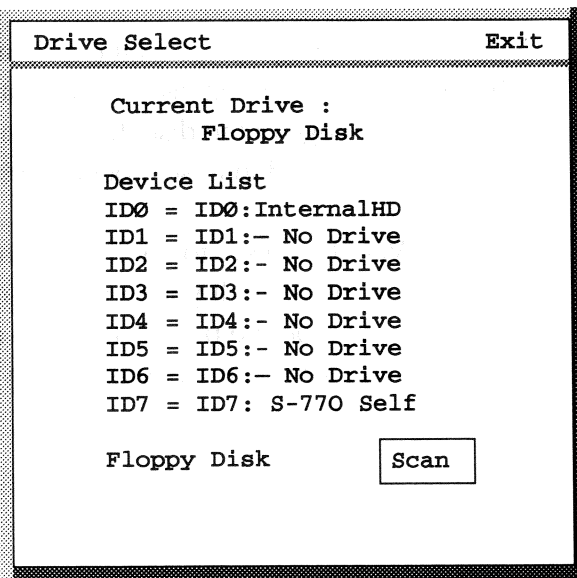 Drive Select Exit
Current Drive :
Floppy Disk
Device List
IDØ = IDØ:InternalHD
ID1 = ID1:— No Drive
ID2 = ID2:- No Drive
ID3 = ID3:- No Drive
ID4 = ID4:- No Drive
ID5 = ID5:- No Drive
ID6 = ID6:— No Drive
ID7 = ID7: S-770 Self
Floppy Disk Scan